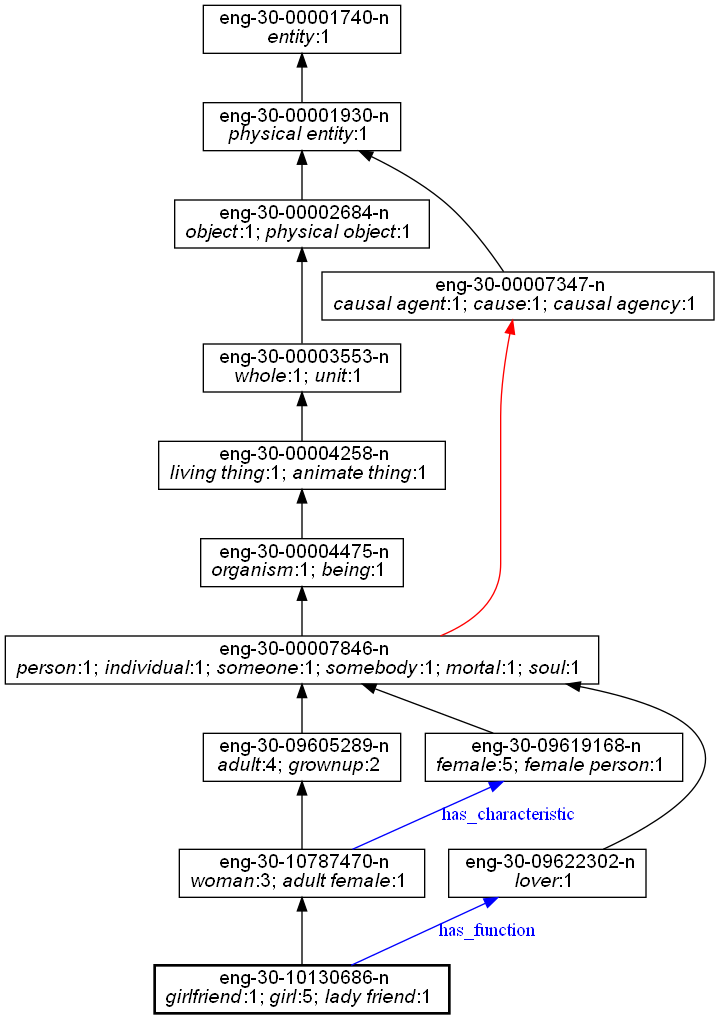 eng-30-00001740-n
entity:1
eng-30-00001930-n
physical entity:1
eng-30-00002684-n
object:1; physical object:1
eng-30-00007347-n
causal agent:1; cause:1; causal agency:1
eng-30-00003553-n
whole:1; unit:1
eng-30-00004258-n
living thing:1; animate thing:1
eng-30-00004475-n
organism:1; being:1
eng-30-00007846-n
person:1; individual:1; someone:1; somebody:1; mortal:1; soul:1
eng-30-09605289-n
adult:4; grownup:2
eng-30-09619168-n
female:5; female person:1
has_characteristic
eng-30-10787470-n
woman:3; adult female:1
eng-30-09622302-n
lover:1
has_function
eng-30-10130686-n
girlfriend:1; girl:5; lady friend:1